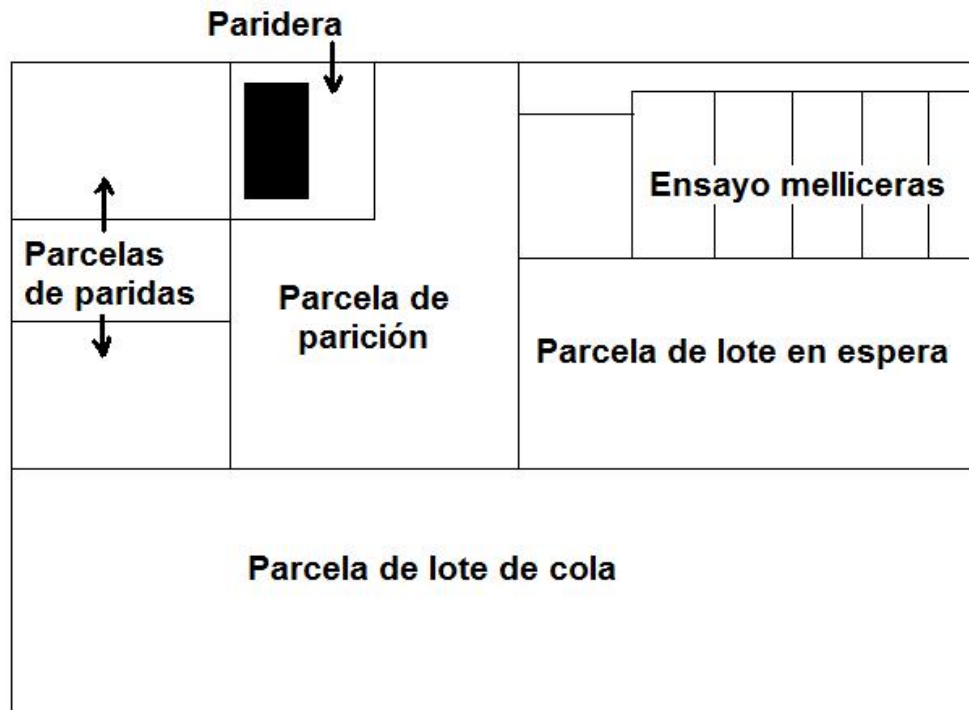 Paridera
Ensayo melliceras
Parcelas
de paridas
Parcela de
parición
Parcela de lote en espera
Parcela de lote de cola